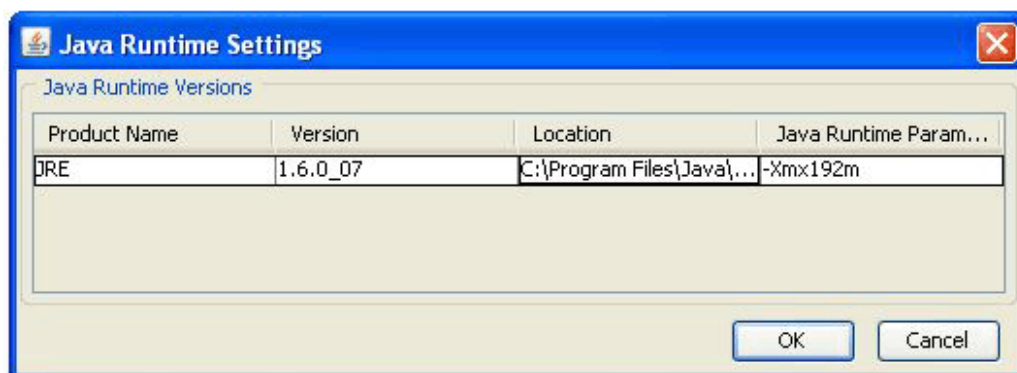 Java Runtime Settings
Java Runtime Versions
Product Name Version Location Java Runtime Param...
JRE 1.6.0_07 C:\Program Files\Java\... -Xmx192m
OK Cancel